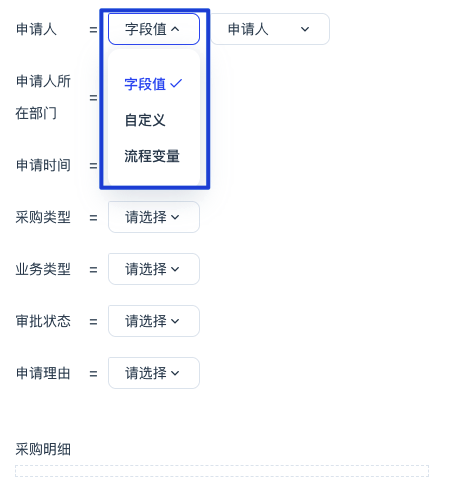 申请人 = 字段值 申请人
字段值
申请人所
在部门 =
自定义
流程变量
申请时间 =
采购类型 = 请选择
业务类型 = 请选择
审批状态 = 请选择
申请理由 = 请选择
采购明细